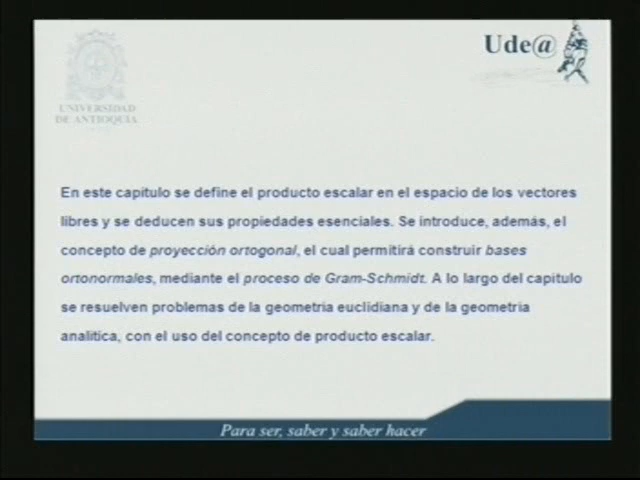 Ude@
UNIVERSIDAD
DE ANTIOQUIA
En este capítulo se define el producto escalar en el espacio de los vectores
libres y se deducen sus propiedades esenciales. Se introduce, además, el
concepto de proyección ortogonal, el cual permitirá construir bases
ortonormales, mediante el proceso de Gram-Schmidt. A lo largo del capítulo
se resuelven problemas de la geometría euclidiana y de la geometría
analítica, con el uso del concepto de producto escalar.
Para ser, saber y saber hacer